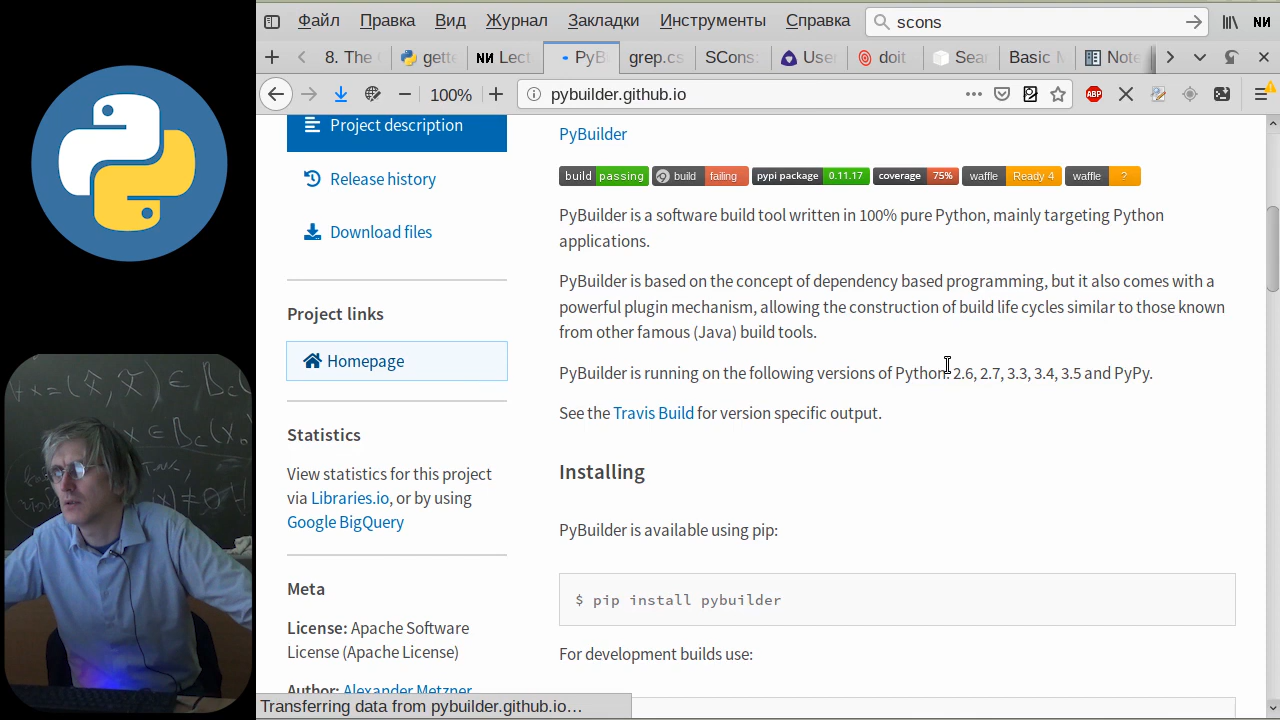 Файл Правка Вид Журнал Закладки Инструменты Справка scons
8. The gett Lect PyB grep.cs SCons: User doit Sear Basic M Note
100% pybuilder.github.io ABP
Project description
Release history
Download files
Project links
Homepage
Statistics
View statistics for this project
via Libraries.io, or by using
Google BigQuery
Meta
License: Apache Software
License (Apache License)
Author: Alexander Metzner
Transferring data from pybuilder.github.io…
PyBuilder
build passing build failing pypi package 0.11.17 coverage 75% waffle Ready 4 waffle ?
PyBuilder is a software build tool written in 100% pure Python, mainly targeting Python
applications.
PyBuilder is based on the concept of dependency based programming, but it also comes with a
powerful plugin mechanism, allowing the construction of build life cycles similar to those known
from other famous (Java) build tools.
PyBuilder is running on the following versions of Python: 2.6, 2.7, 3.3, 3.4, 3.5 and PyPy.
See the Travis Build for version specific output.
Installing
PyBuilder is available using pip:
$ pip install pybuilder
For development builds use: